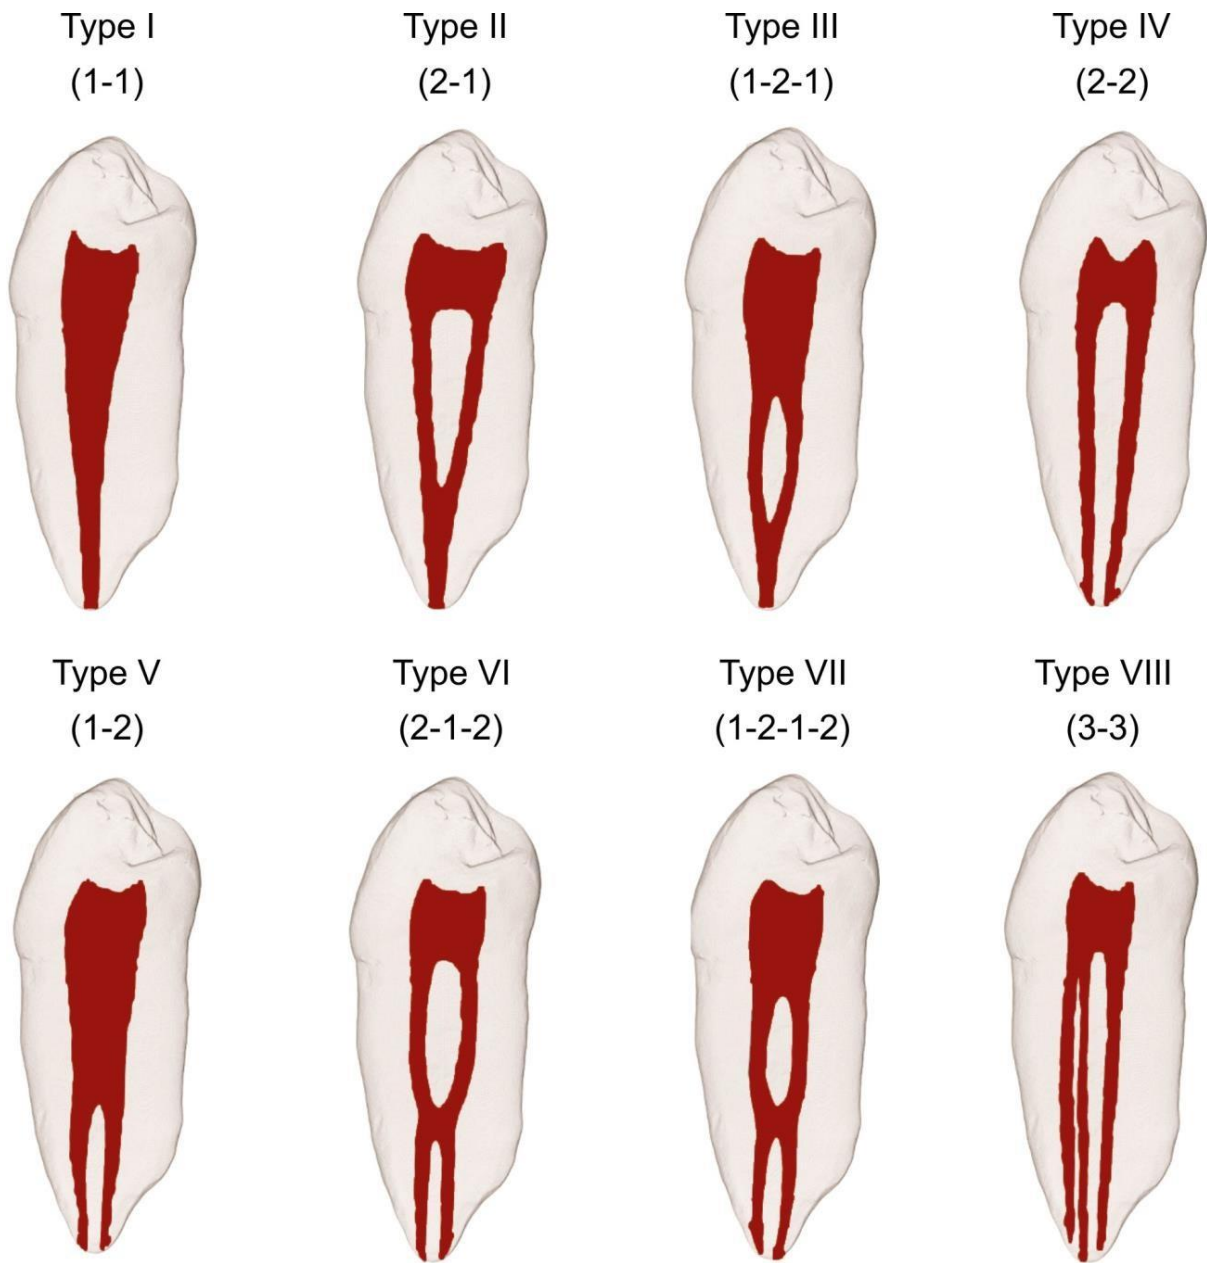 Type I
(1-1)
Type II
(2-1)
Type III
(1-2-1)
Type IV
(2-2)
Type V
(1-2)
Type VI
(2-1-2)
Type VII
(1-2-1-2)
Type VIII
(3-3)